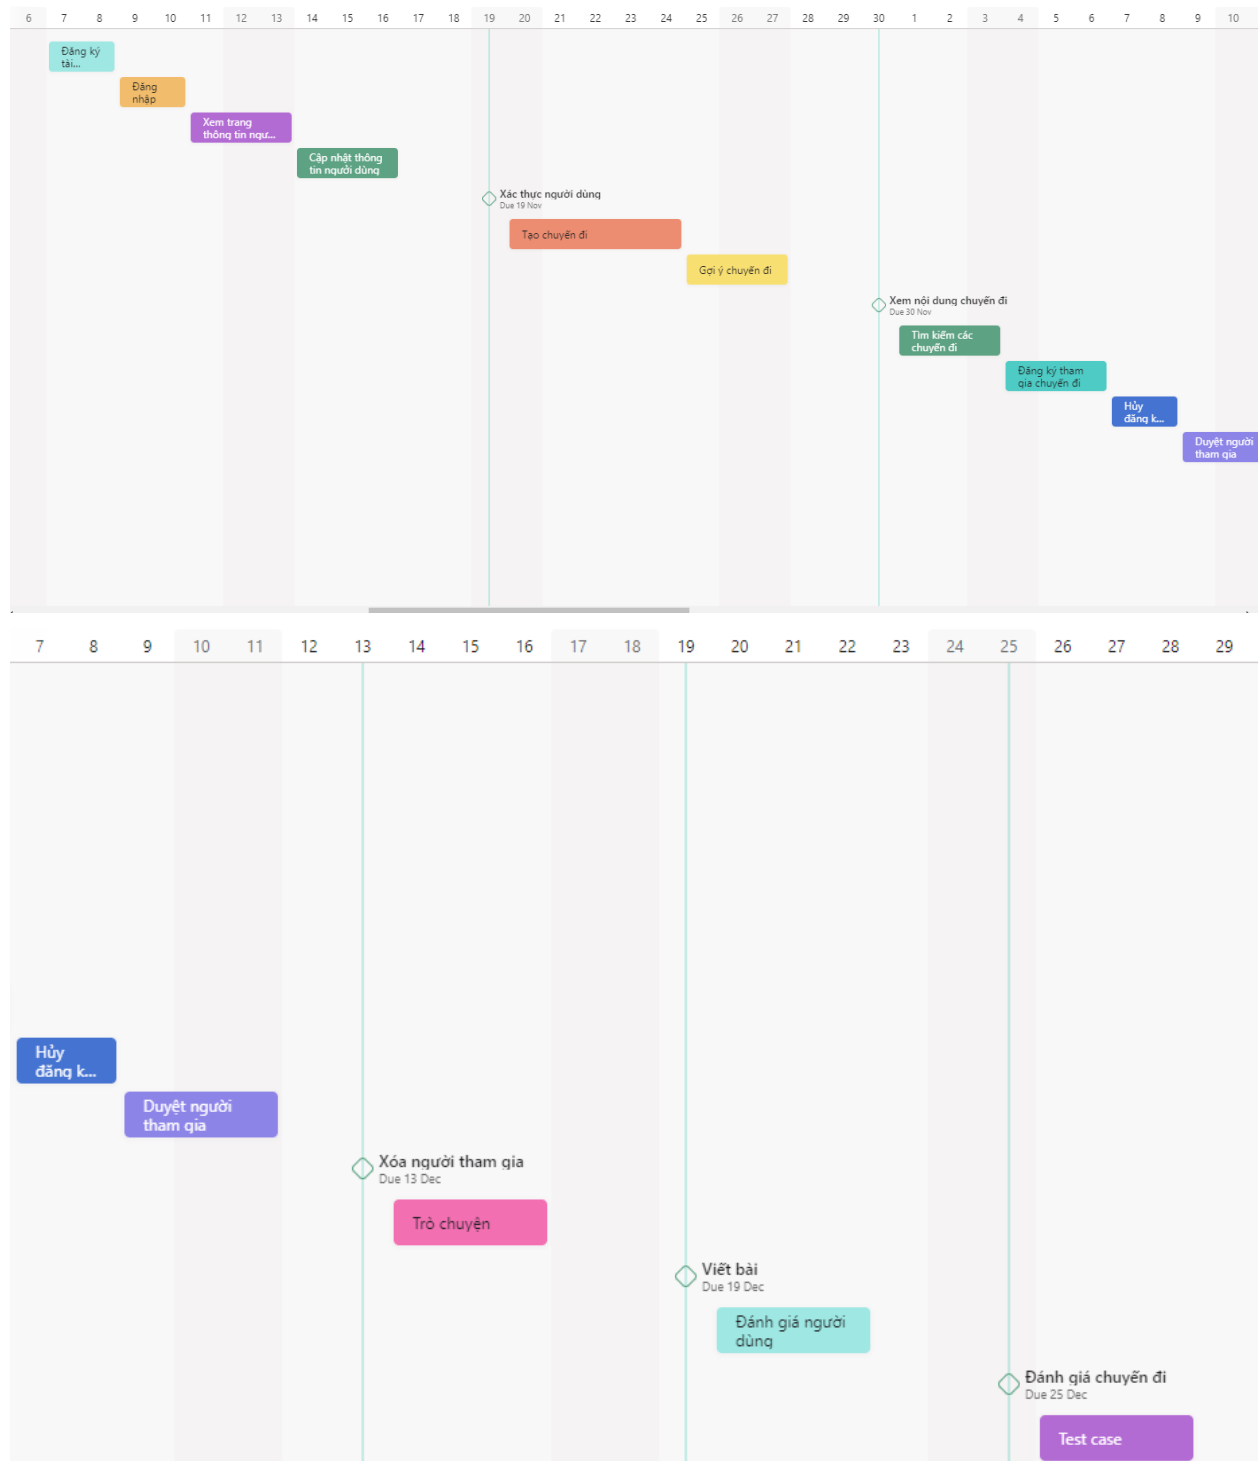 6 7 8 9 10 11 12 13 14 15 16 17 18 19 20 21 22 23 24 25 26 27 28 29 30 1 2 3 4 5 6 7 8 9 10
Đăng ký
tài...
Đăng
nhập
Xem trang
thông tin ngư...
Cập nhật thông
tin người dùng
Xác thực người dùng
Due 19 Nov
Tạo chuyến đi
Gợi ý chuyến đi
Xem nội dung chuyến đi
Due 30 Nov
Tìm kiếm các
chuyến đi
Đăng ký tham
gia chuyến đi
Hủy
đăng k...
Duyệt người
tham gia
7 8 9 10 11 12 13 14 15 16 17 18 19 20 21 22 23 24 25 26 27 28 29
Hủy
đăng k...
Duyệt người
tham gia
Xóa người tham gia
Due 13 Dec
Trò chuyện
Viết bài
Due 19 Dec
Đánh giá người
dùng
Đánh giá chuyến đi
Due 25 Dec
Test case